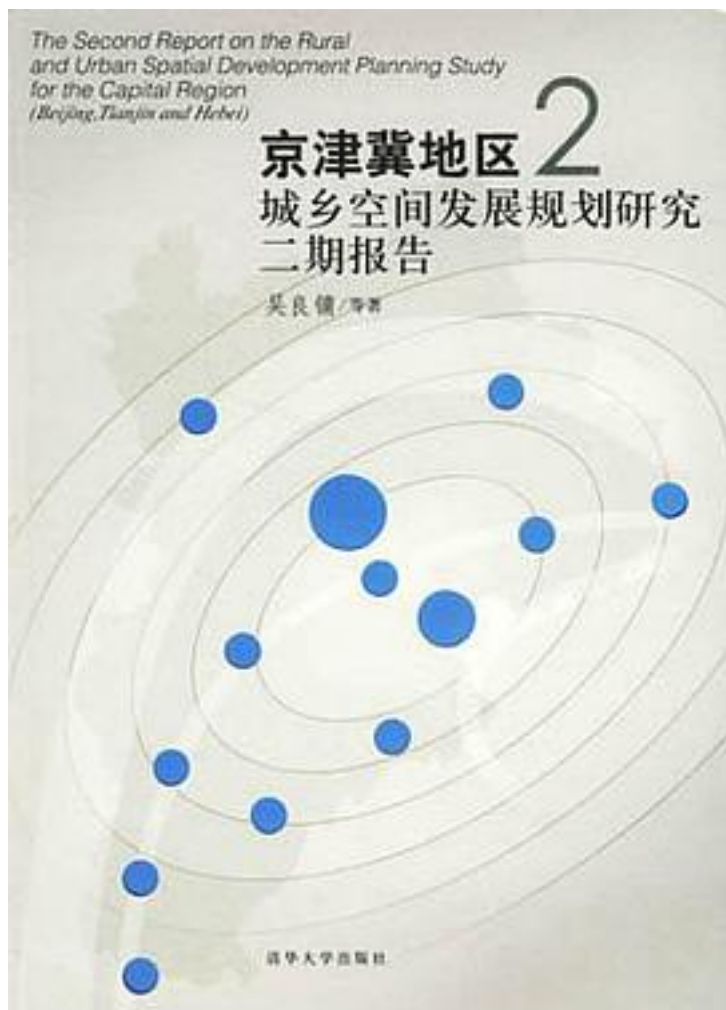 The Second Report on the Rural
and Urban Spatial Development Planning Study
for the Capital Region
(Beijing,Tianjin and Hebei)
京津冀地区 2
城乡空间发展规划研究
二期报告
吴良镛/等著
清华大学出版社